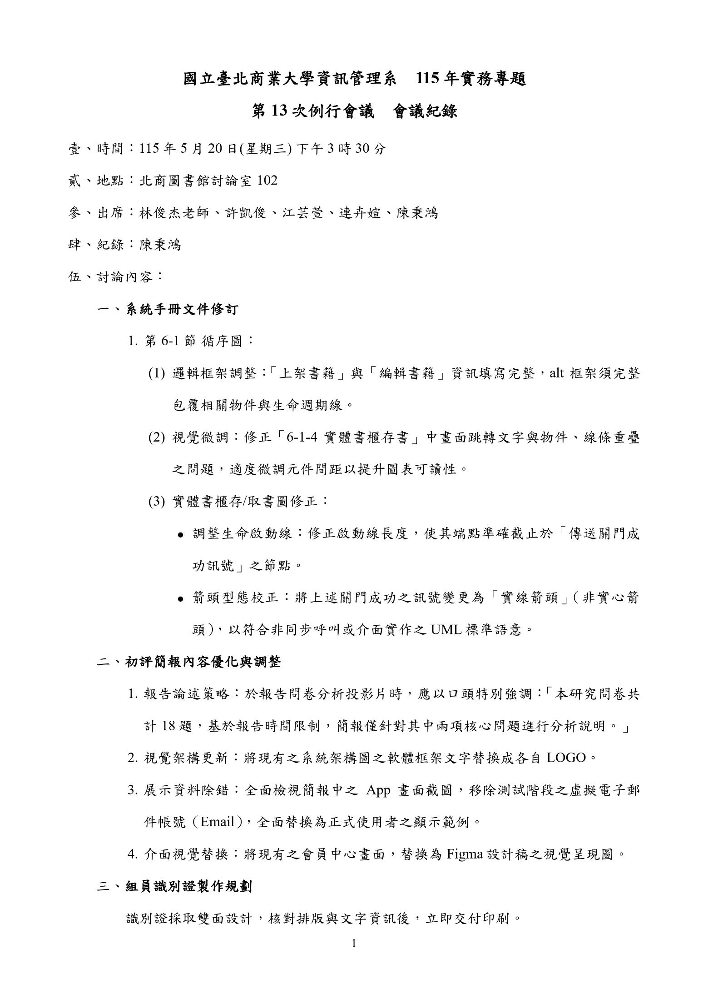 國立臺北商業大學資訊管理系　115 年實務專題
第 13 次例行會議　會議紀錄
壹、時間：115 年 5 月 20 日(星期三) 下午 3 時 30 分
貳、地點：北商圖書館討論室 102
參、出席：林俊杰老師、許凱俊、江芸萱、連卉媗、陳秉鴻
肆、紀錄：陳秉鴻
伍、討論內容：
一、系統手冊文件修訂
1. 第 6-1 節 循序圖：
(1) 邏輯框架調整：「上架書籍」與「編輯書籍」資訊填寫完整，alt 框架須完整
包覆相關物件與生命週期線。
(2) 視覺微調：修正「6-1-4 實體書櫃存書」中畫面跳轉文字與物件、線條重疊
之問題，適度微調元件間距以提升圖表可讀性。
(3) 實體書櫃存/取書圖修正：
● 調整生命啟動線：修正啟動線長度，使其端點準確截止於「傳送關門成
功訊號」之節點。
● 箭頭型態校正：將上述關門成功之訊號變更為「實線箭頭」（非實心箭
頭），以符合非同步呼叫或介面實作之 UML 標準語意。
二、初評簡報內容優化與調整
1. 報告論述策略：於報告問卷分析投影片時，應以口頭特別強調：「本研究問卷共
計 18 題，基於報告時間限制，簡報僅針對其中兩項核心問題進行分析說明。」
2. 視覺架構更新：將現有之系統架構圖之軟體框架文字替換成各自 LOGO。
3. 展示資料除錯：全面檢視簡報中之 App 畫面截圖，移除測試階段之虛擬電子郵
件帳號（Email），全面替換為正式使用者之顯示範例。
4. 介面視覺替換：將現有之會員中心畫面，替換為 Figma 設計稿之視覺呈現圖。
三、組員識別證製作規劃
識別證採取雙面設計，核對排版與文字資訊後，立即交付印刷。
1